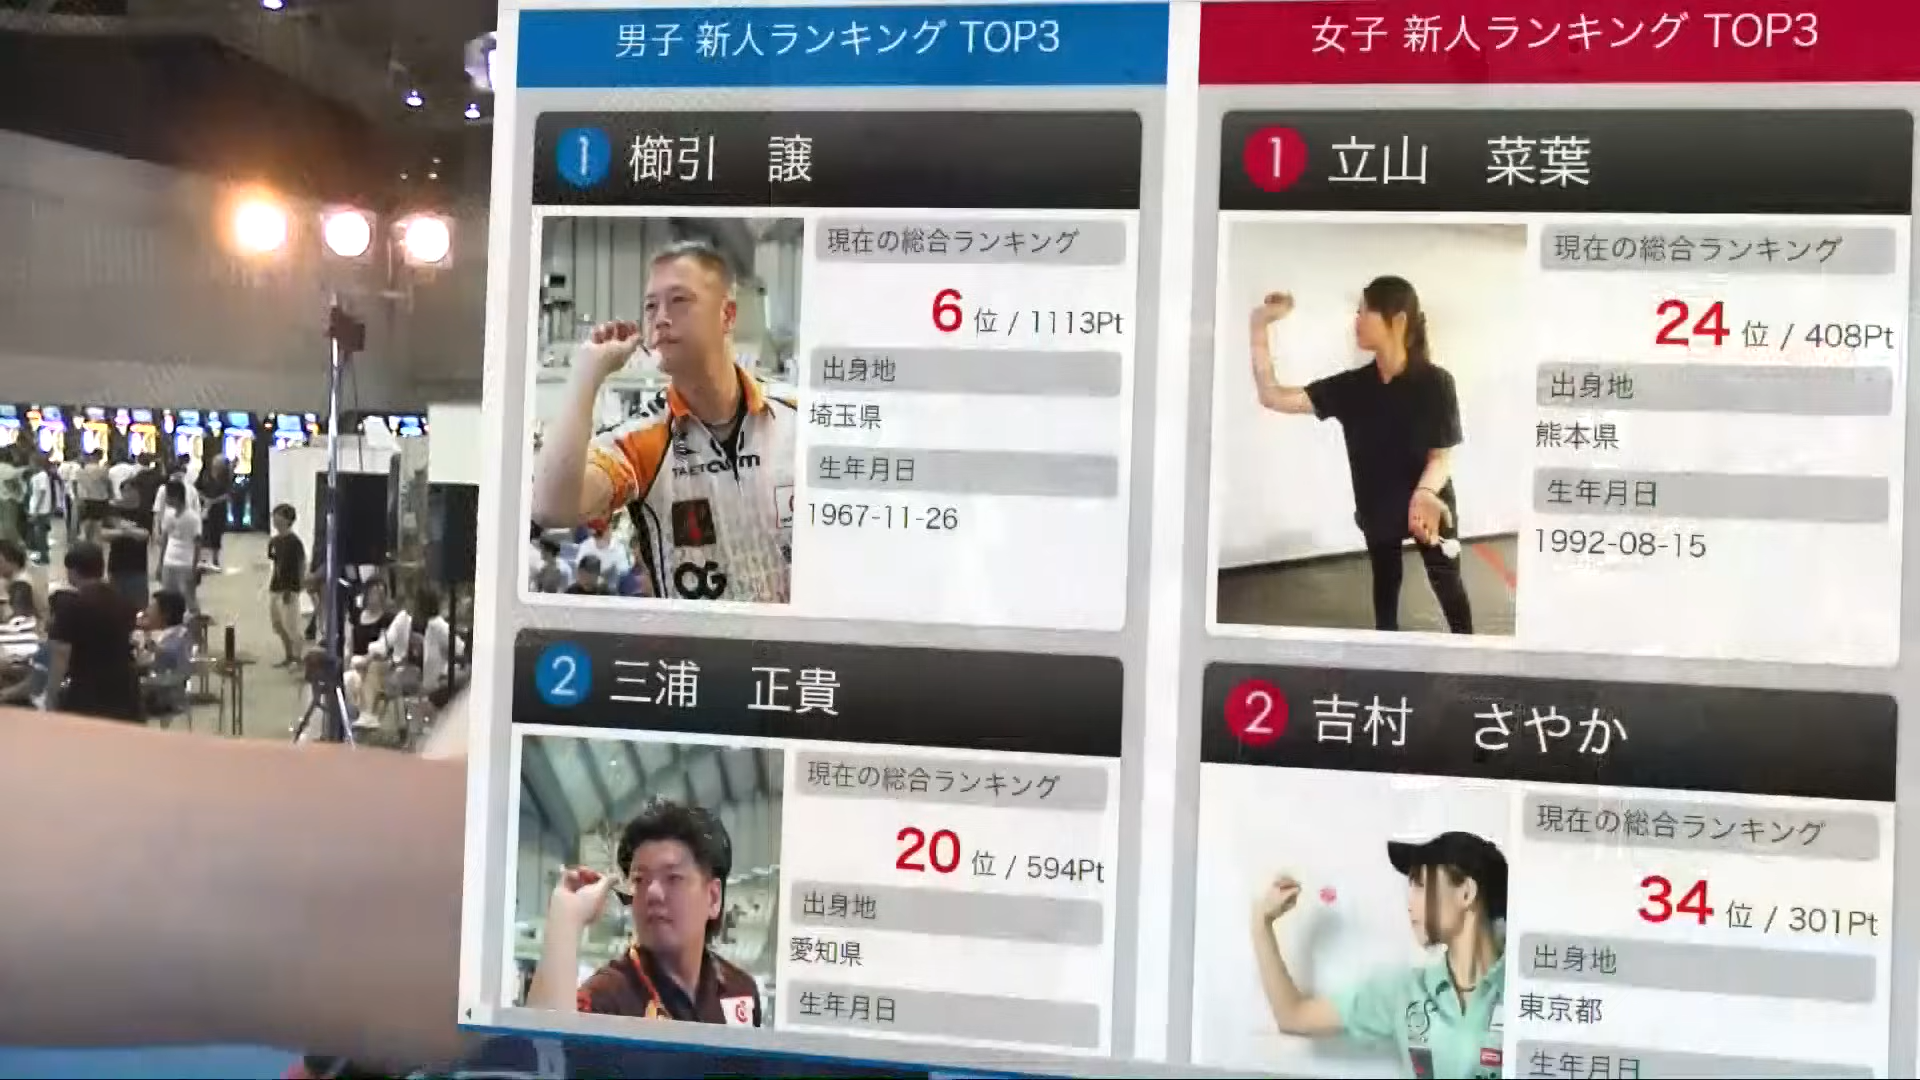 男子 新人ランキング TOP3
1 櫛引 譲
現在の総合ランキング
6 位 / 1113Pt
出身地
埼玉県
生年月日
1967-11-26
OG
2 三浦 正貴
現在の総合ランキング
20 位 / 594Pt
出身地
愛知県
生年月日
女子 新人ランキング TOP3
1 立山 菜葉
現在の総合ランキング
24 位 / 408Pt
出身地
熊本県
生年月日
1992-08-15
2 吉村 さやか
現在の総合ランキング
34 位 / 301Pt
出身地
東京都
生年月日